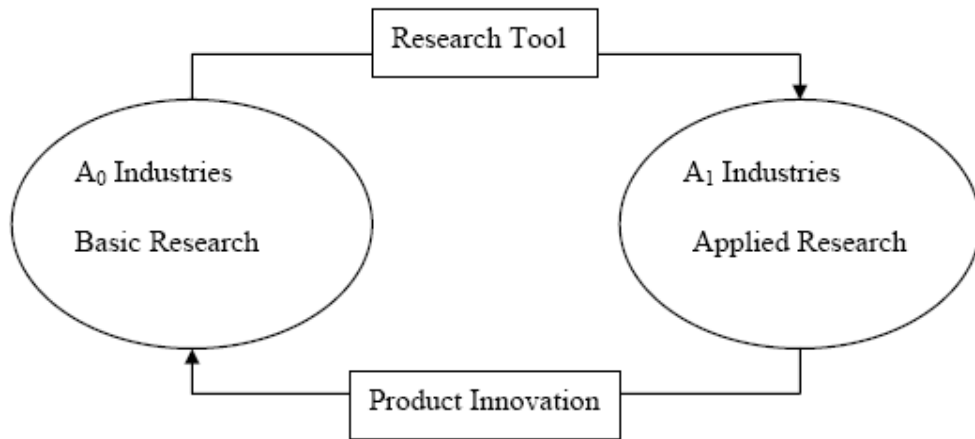 Research Tool
A₀ Industries
Basic Research
A₁ Industries
Applied Research
Product Innovation